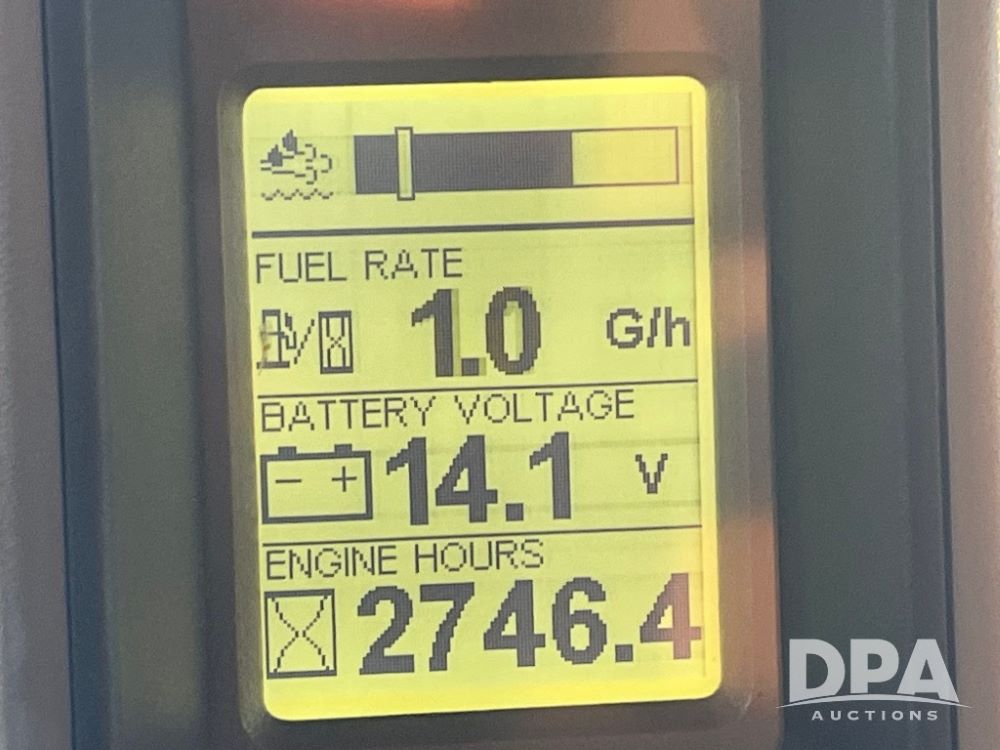 FUEL RATE
1.0 G/h
BATTERY VOLTAGE
- + 14.1 V
ENGINE HOURS
2746.4
DPA
AUCTIONS